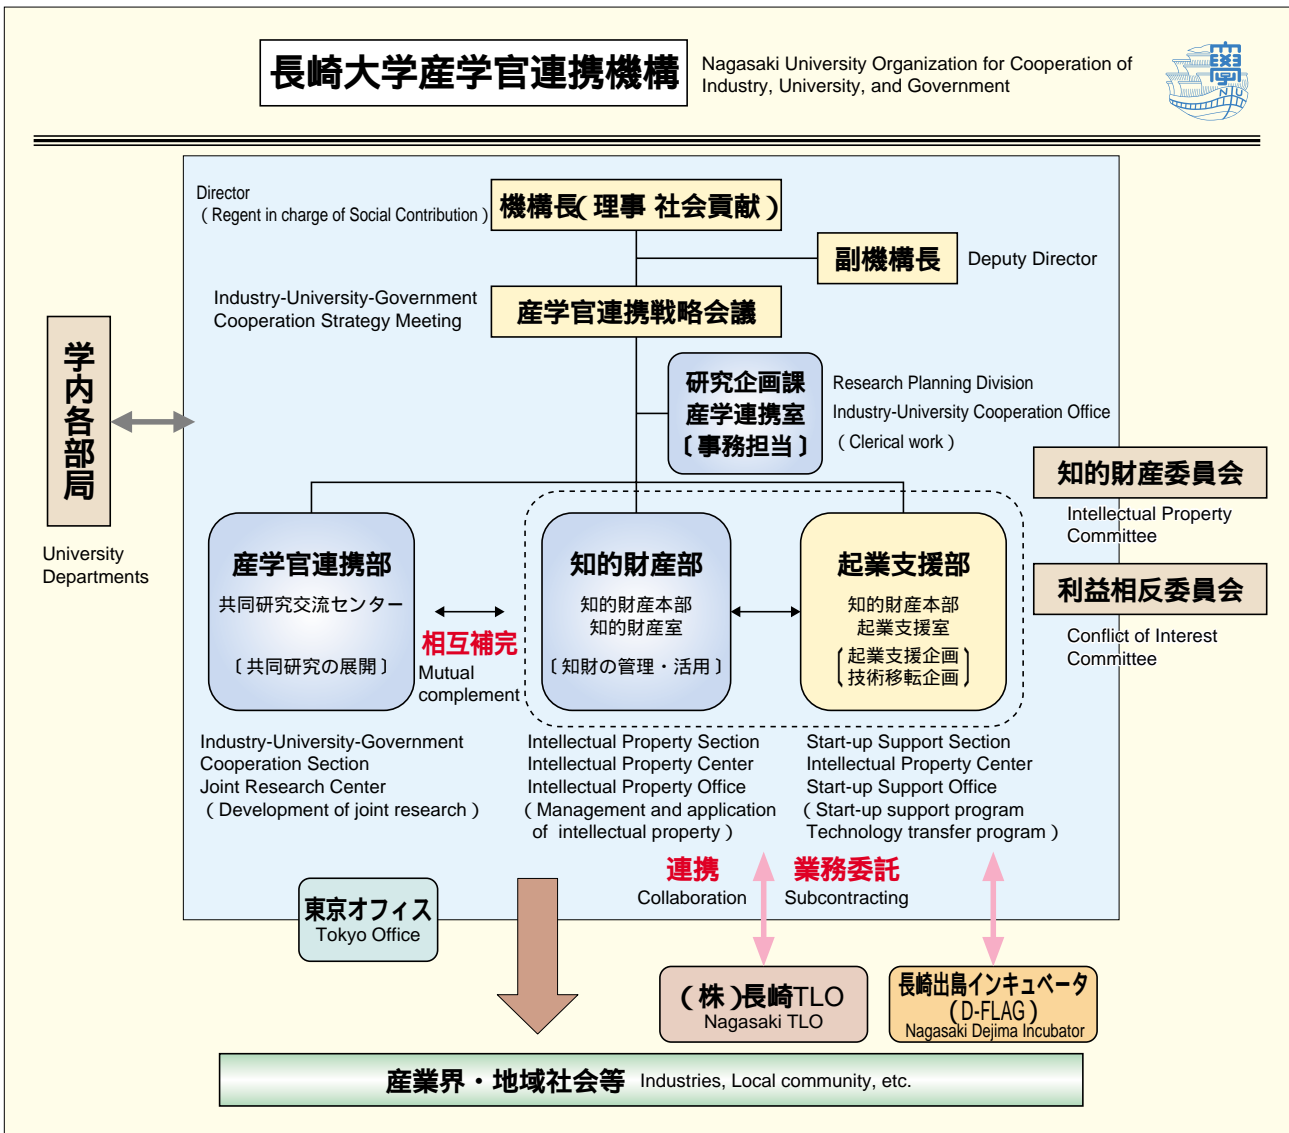 長崎大学産学官連携機構
Nagasaki University Organization for Cooperation of
Industry, University, and Government
學
N U
Director
（Regent in charge of Social Contribution）
機構長（理事 社会貢献）
副機構長
Deputy Director
Industry-University-Government
Cooperation Strategy Meeting
産学官連携戦略会議
学内各部局
University
Departments
研究企画課
産学連携室
〔事務担当〕
Research Planning Division
Industry-University Cooperation Office
（Clerical work）
知的財産委員会
Intellectual Property
Committee
利益相反委員会
Conflict of Interest
Committee
産学官連携部
共同研究交流センター
〔共同研究の展開〕
相互補完
Mutual
complement
知的財産部
知的財産本部
知的財産室
〔知財の管理・活用〕
起業支援部
知的財産本部
起業支援室
〔起業支援企画
技術移転企画〕
Industry-University-Government
Cooperation Section
Joint Research Center
（Development of joint research）
Intellectual Property Section
Intellectual Property Center
Intellectual Property Office
（Management and application
of intellectual property）
Start-up Support Section
Intellectual Property Center
Start-up Support Office
（Start-up support program
Technology transfer program）
連携
Collaboration
業務委託
Subcontracting
東京オフィス
Tokyo Office
（株）長崎TLO
Nagasaki TLO
長崎出島インキュベータ
（D-FLAG）
Nagasaki Dejima Incubator
産業界・地域社会等 Industries, Local community, etc.